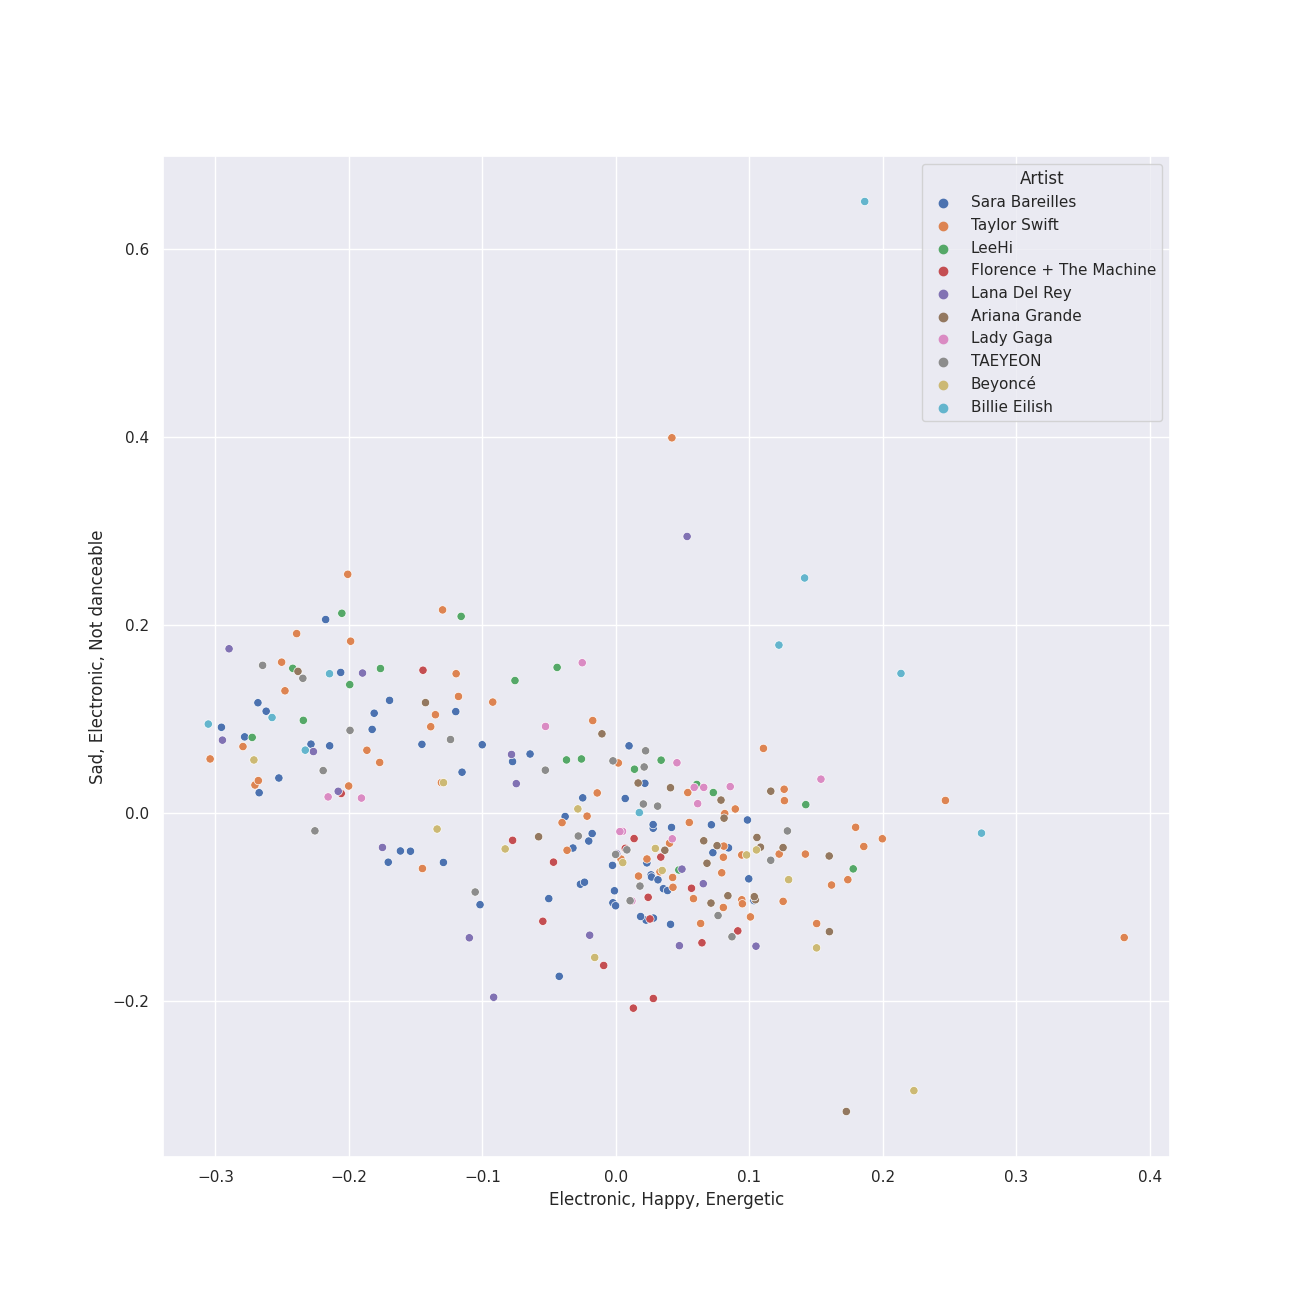 Artist
Sara Bareilles
Taylor Swift
LeeHi
Florence + The Machine
Lana Del Rey
Ariana Grande
Lady Gaga
TAEYEON
Beyoncé
Billie Eilish
Sad, Electronic, Not danceable
0.6
0.4
0.2
0.0
−0.2
−0.3
−0.2
−0.1
0.0
0.1
0.2
0.3
0.4
Electronic, Happy, Energetic